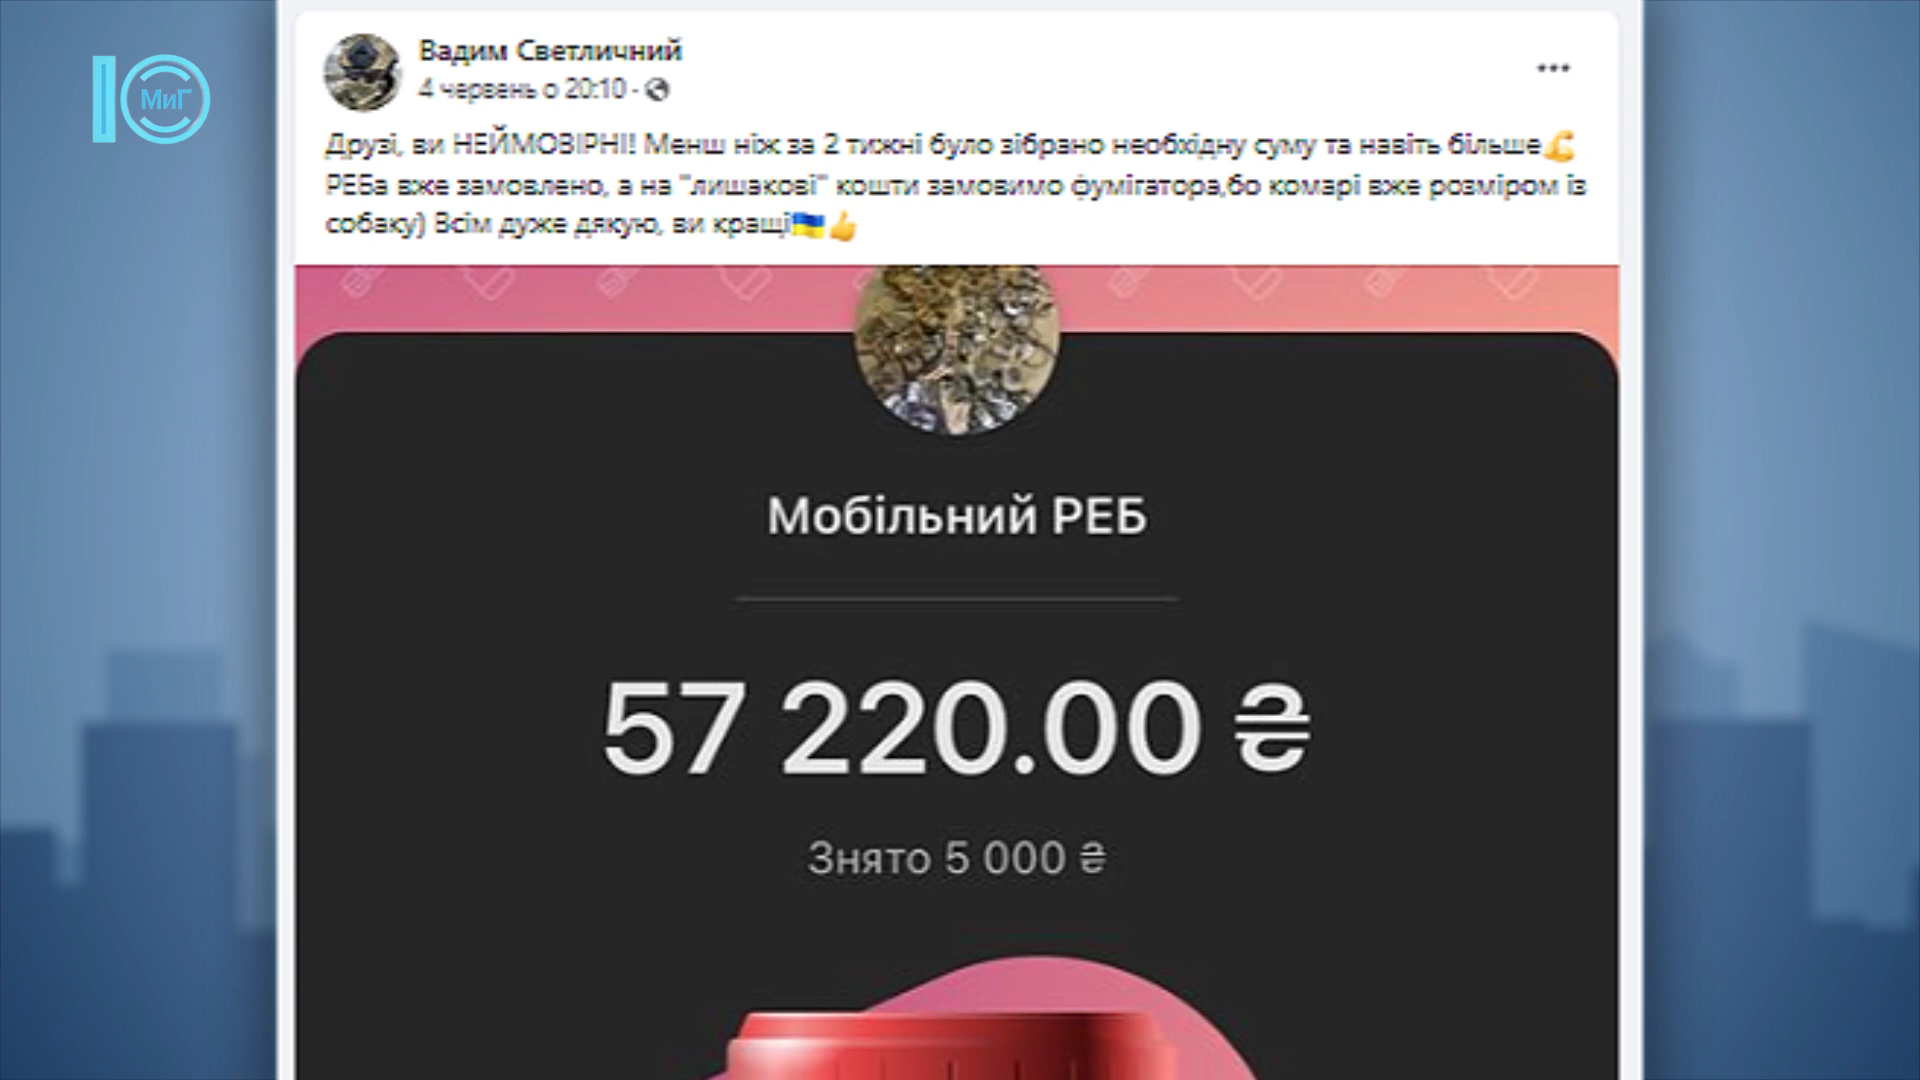 МиГ
Вадим Светличний
4 червень о 20:10 ·
Друзі, ви НЕЙМОВІРНІ! Менш ніж за 2 тижні було зібрано необхідну суму та навіть більше💪
РЕБа вже замовлено, а на "лишакові" кошти замовимо фумігатора,бо комарі вже розміром із
собаку) Всім дуже дякую, ви кращі🇺🇦👍
Мобільний РЕБ
57 220.00 ₴
Знято 5 000 ₴